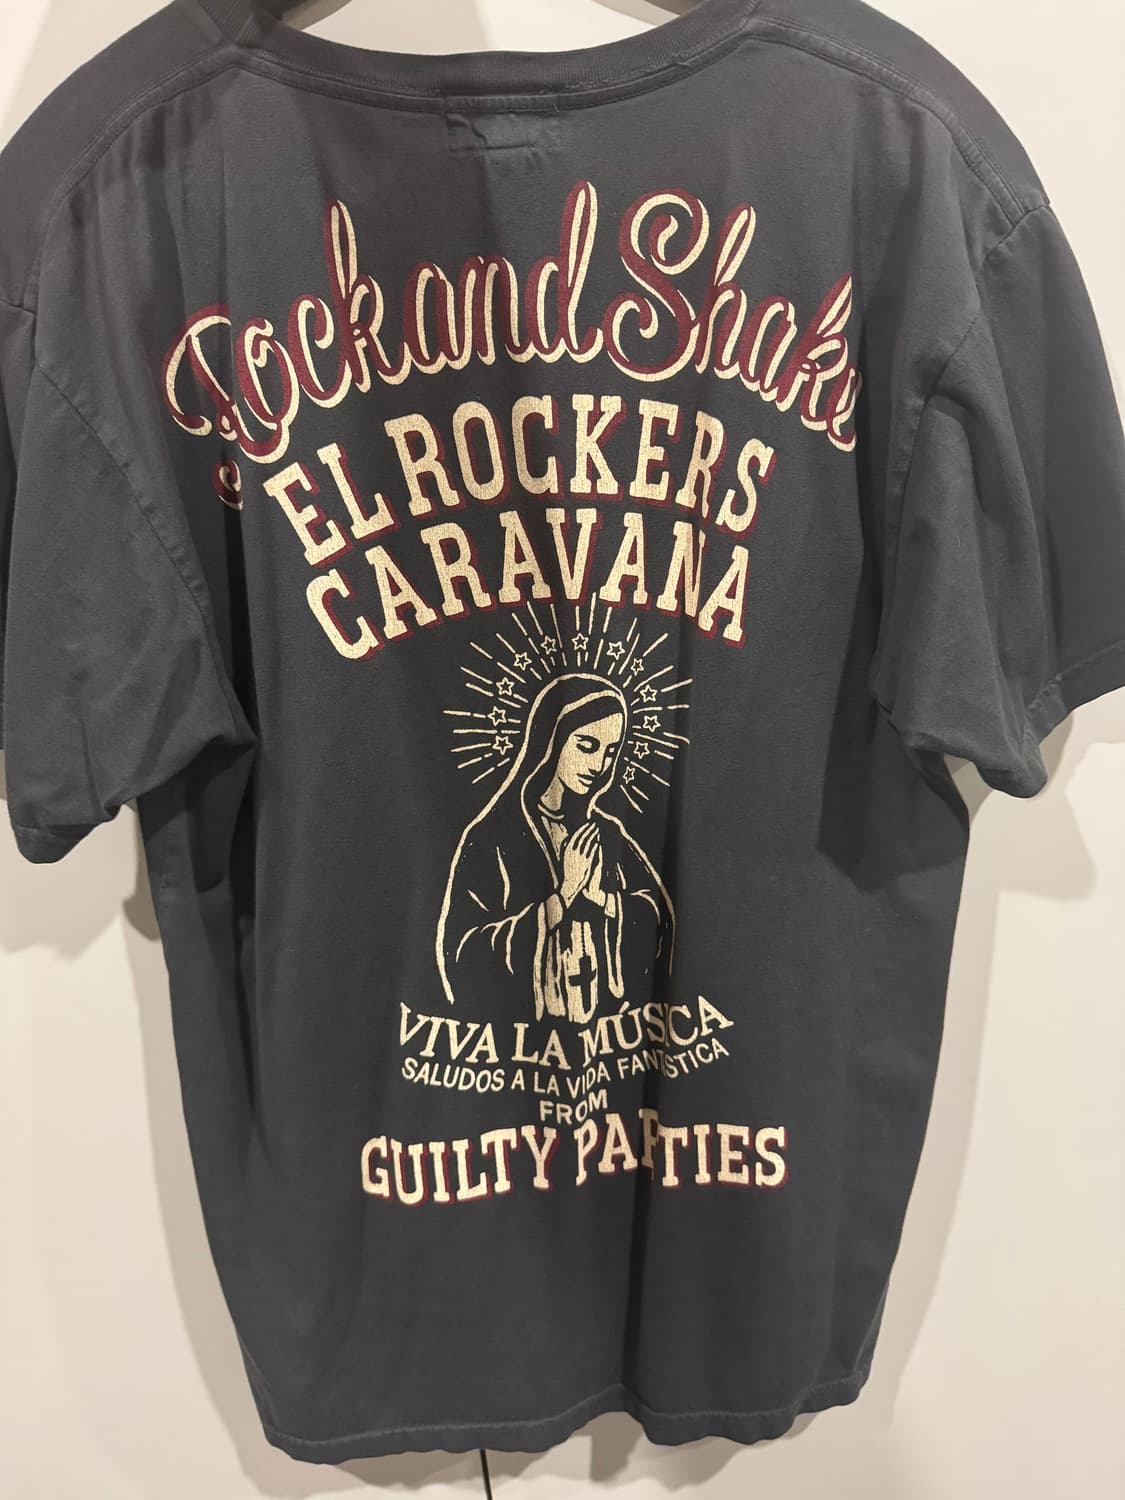 Rock and Shake
EL ROCKERS
CARAVANA
VIVA LA MÚSICA
SALUDOS A LA VIDA FANTÁSTICA
FROM
GUILTY PARTIES